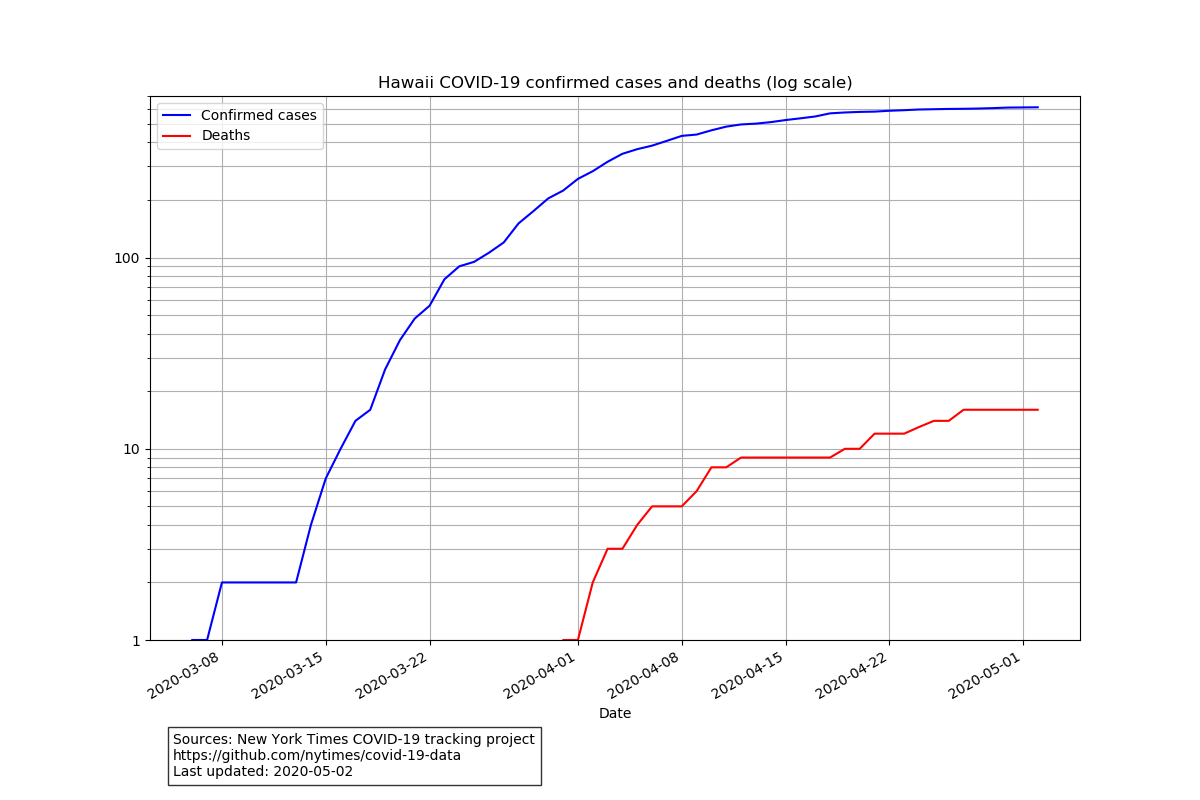 Hawaii COVID-19 confirmed cases and deaths (log scale)
Confirmed cases
Deaths
100
10
1
2020-03-08
2020-03-15
2020-03-22
2020-04-01
2020-04-08
2020-04-15
2020-04-22
2020-05-01
Date
Sources: New York Times COVID-19 tracking project
https://github.com/nytimes/covid-19-data
Last updated: 2020-05-02